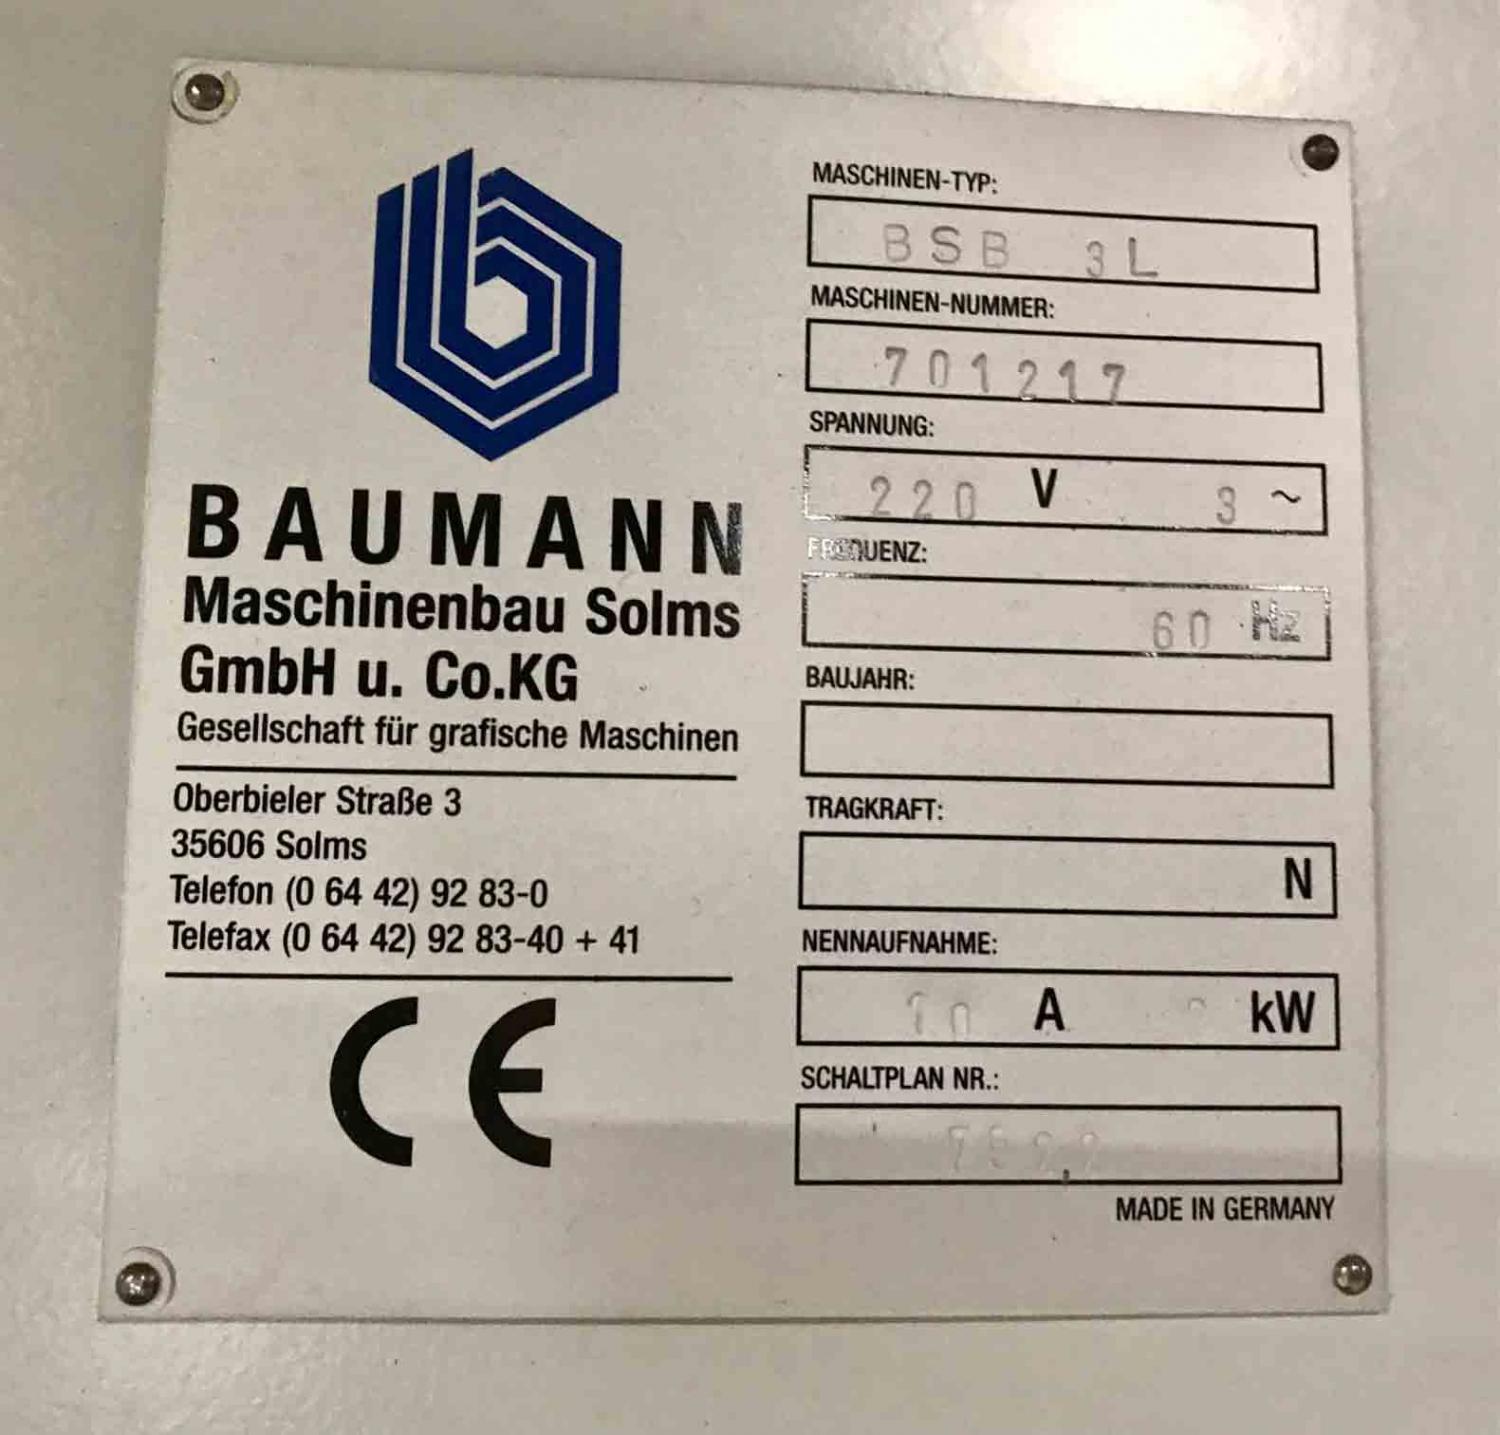 BAUMANN
Maschinenbau Solms
GmbH u. Co.KG
Gesellschaft für grafische Maschinen
Oberbieler Straße 3
35606 Solms
Telefon (0 64 42) 92 83-0
Telefax (0 64 42) 92 83-40 + 41
CE
MASCHINEN-TYP:
BSB 3L
MASCHINEN-NUMMER:
701217
SPANNUNG:
220 V 3 ~
FREQUENZ:
60 Hz
BAUJAHR:
TRAGKRAFT:
N
NENNAUFNAHME:
10 A kW
SCHALTPLAN NR.:
MADE IN GERMANY